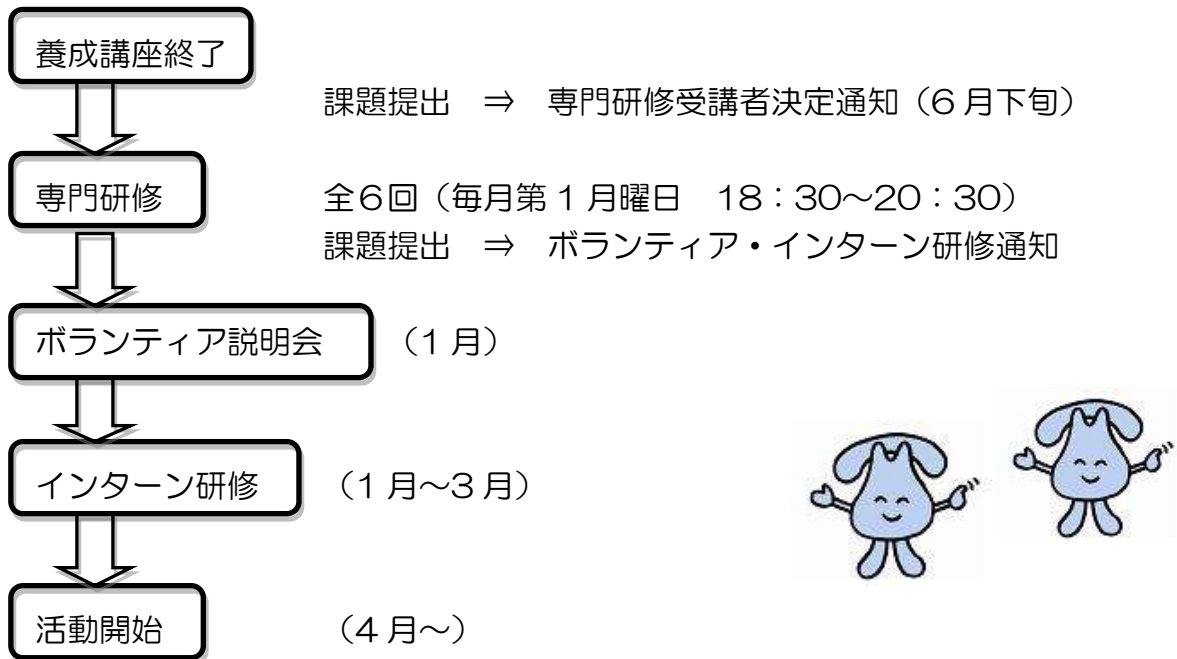 養成講座終了
課題提出　⇒　専門研修受講者決定通知（6月下旬）
専門研修　全6回（毎月第1月曜日　18：30～20：30）
課題提出　⇒　ボランティア・インターン研修通知
ボランティア説明会　（1月）
インターン研修　（1月～3月）
活動開始　（4月～）